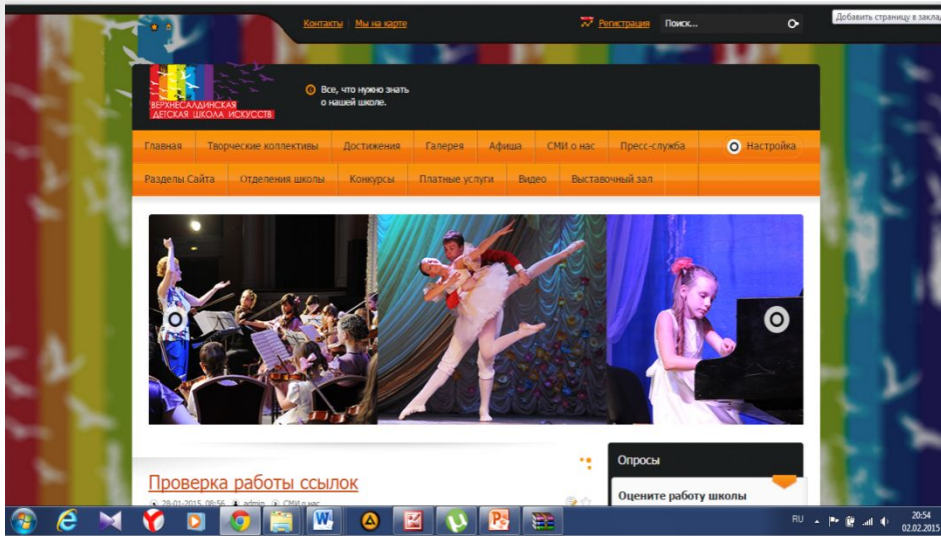 Контакты Мы на карте
Регистрация Поиск...
Добавить страницу в заклад
Все, что нужно знать
о нашей школе.
ВЕРХНЕСАЛДИНСКАЯ
ДЕТСКАЯ ШКОЛА ИСКУССТВ
Главная Творческие коллективы Достижения Галерея Афиша СМИ о нас Пресс-служба Настройка
Разделы Сайта Отделения школы Конкурсы Платные услуги Видео Выставочный зал
Опросы
Проверка работы ссылок
Оцените работу школы
29-01-2015, 08:56 admin СМИ о нас
RU 20:54
02.02.2015